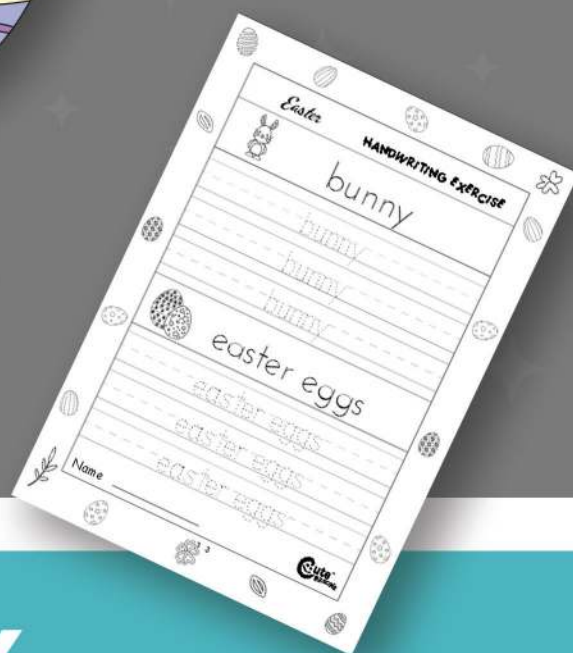 Easter
HANDWRITING EXERCISE
bunny
bunny
bunny
bunny
easter eggs
easter eggs
easter eggs
easter eggs
Name
Cute